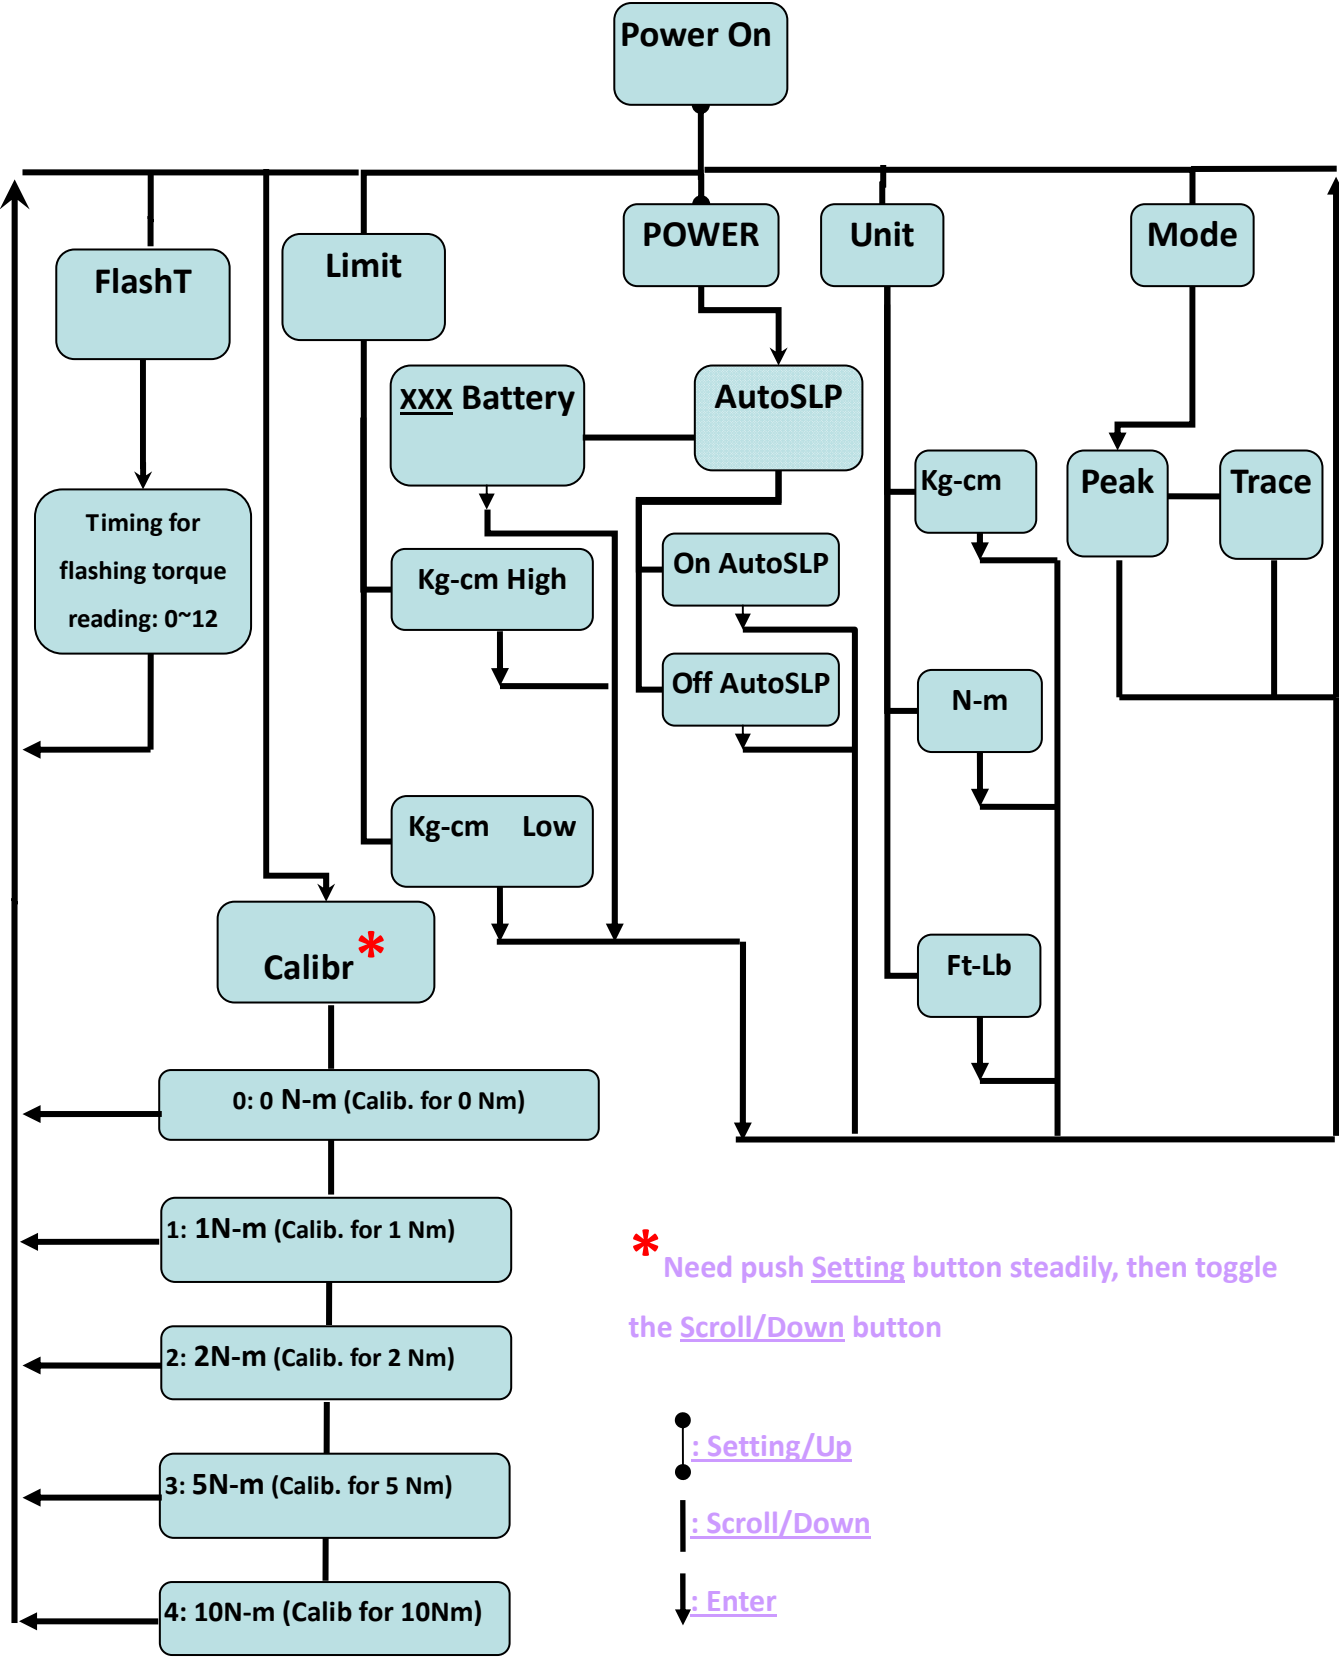 Power On
FlashT
Limit
POWER
Unit
Mode
XXX Battery
AutoSLP
Kg-cm
Peak
Trace
Timing for
flashing torque
reading: 0~12
Kg-cm High
On AutoSLP
Off AutoSLP
N-m
Kg-cm Low
Calibr*
Ft-Lb
0: 0 N-m (Calib. for 0 Nm)
1: 1N-m (Calib. for 1 Nm)
2: 2N-m (Calib. for 2 Nm)
3: 5N-m (Calib. for 5 Nm)
4: 10N-m (Calib for 10Nm)
*Need push Setting button steadily, then toggle
the Scroll/Down button
: Setting/Up
: Scroll/Down
: Enter